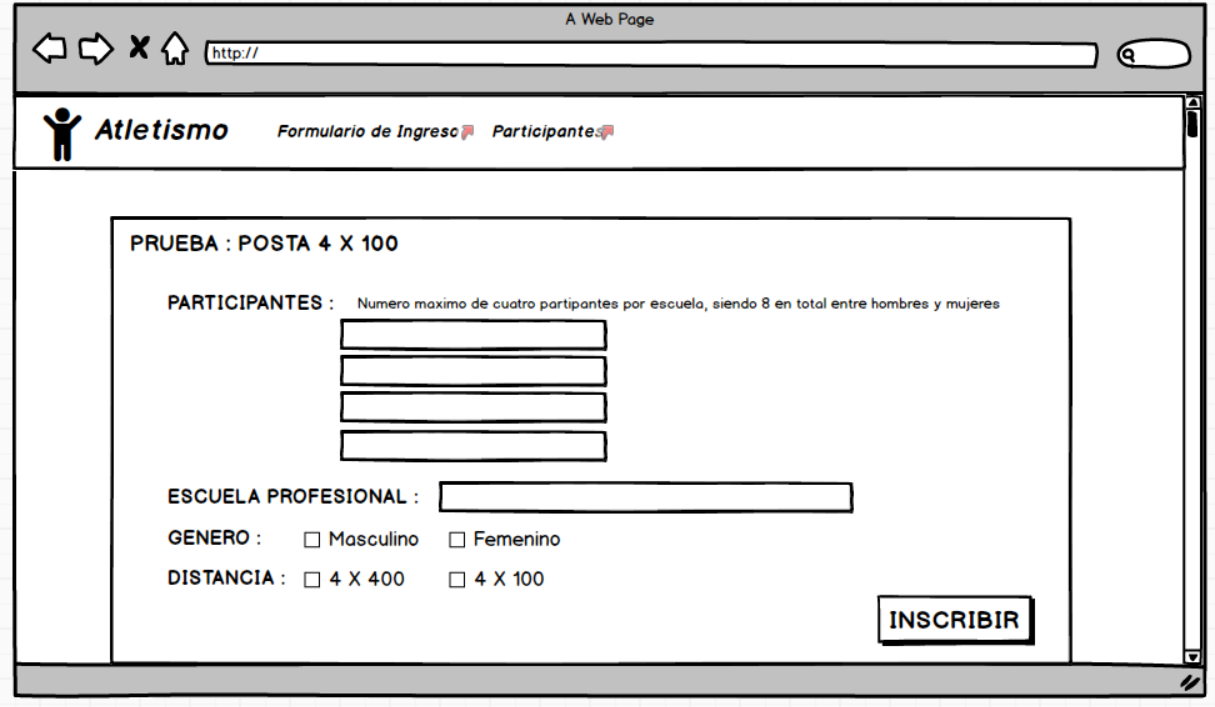 A Web Page
http://
Atletismo Formulario de Ingreso Participantes
PRUEBA : POSTA 4 X 100
PARTICIPANTES : Numero maximo de cuatro partipantes por escuela, siendo 8 en total entre hombres y mujeres
ESCUELA PROFESIONAL :
GENERO : Masculino Femenino
DISTANCIA : 4 X 400 4 X 100
INSCRIBIR